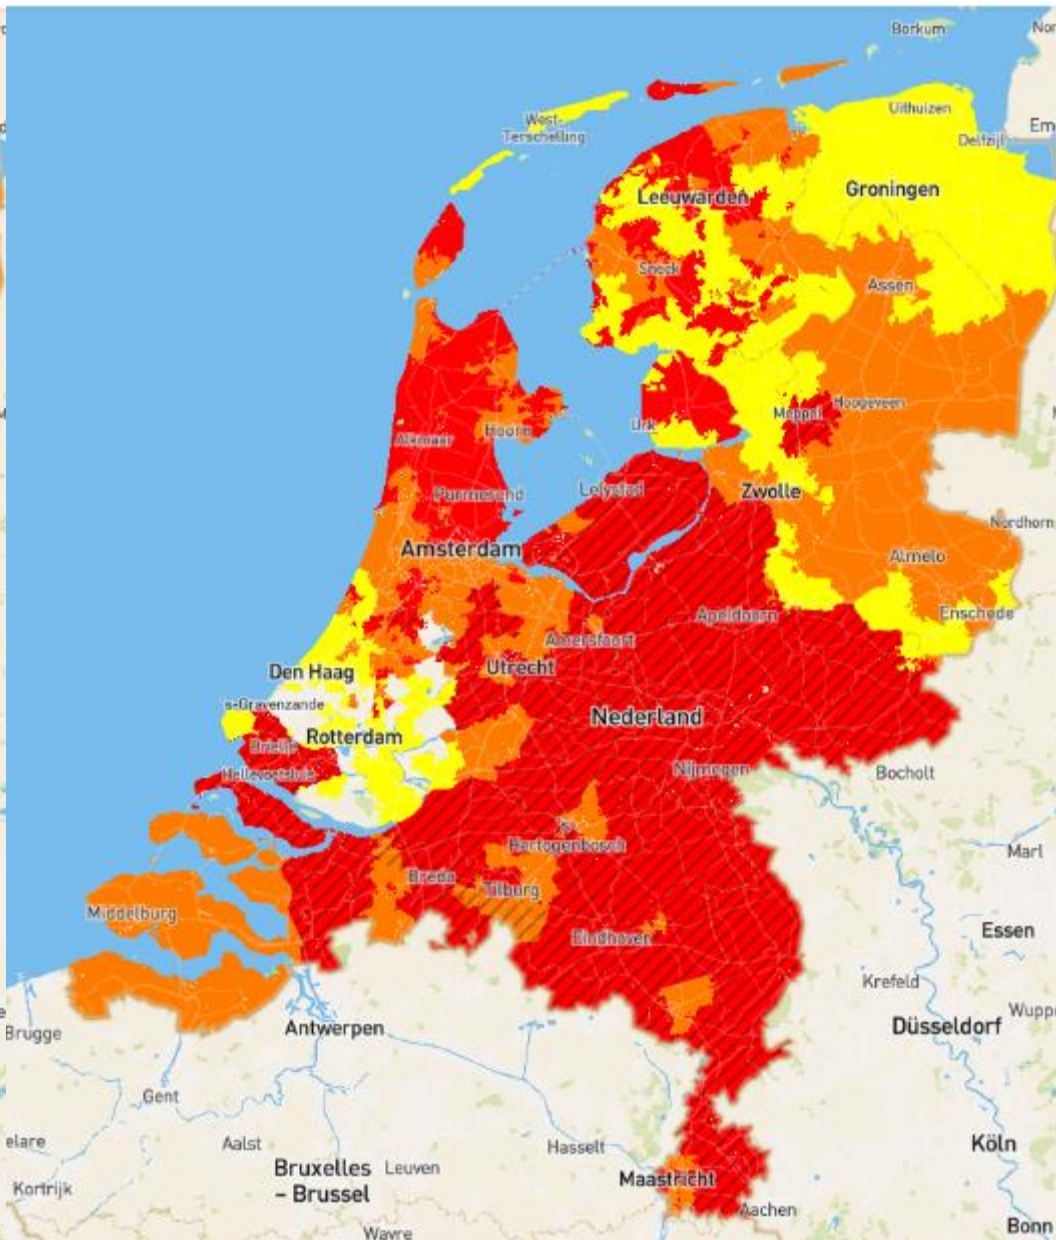 Borkum
Nor
Uithuizen
West-
Terschelling
Em
Delfzijl
Leeuwarden
Groningen
Sneek
Assen
Meppel
Hoogeveen
Urk
Alkmaar
Hoorn
Zwolle
Lelystad
Purmerend
Nordhorn
Amsterdam
Almelo
Enschede
Apeldoorn
Amersfoort
Den Haag
Utrecht
's-Gravenzande
Nederland
Rotterdam
Brielle
Hellevoetsluis
Nijmegen
Bocholt
Hertogenbosch
Marl
Breda
Tilburg
Middelburg
Essen
Eindhoven
Krefeld
Wupp
Düsseldorf
Antwerpen
Brugge
Gent
elare
Aalst
Hasselt
Köln
Bruxelles
– Brussel
Leuven
Maastricht
Kortrijk
Aachen
Bonn
Wavre